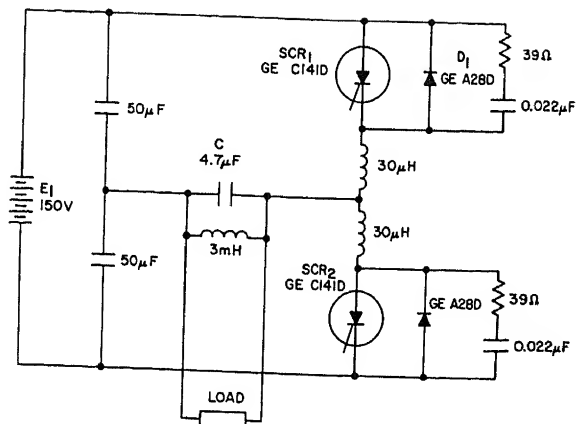 SCR1
GE C141D
D1
GE A28D
39Ω
0.022μF
50μF
C
4.7μF
30μH
E1
150V
3mH
30μH
50μF
SCR2
GE C141D
GE A28D
39Ω
0.022μF
LOAD